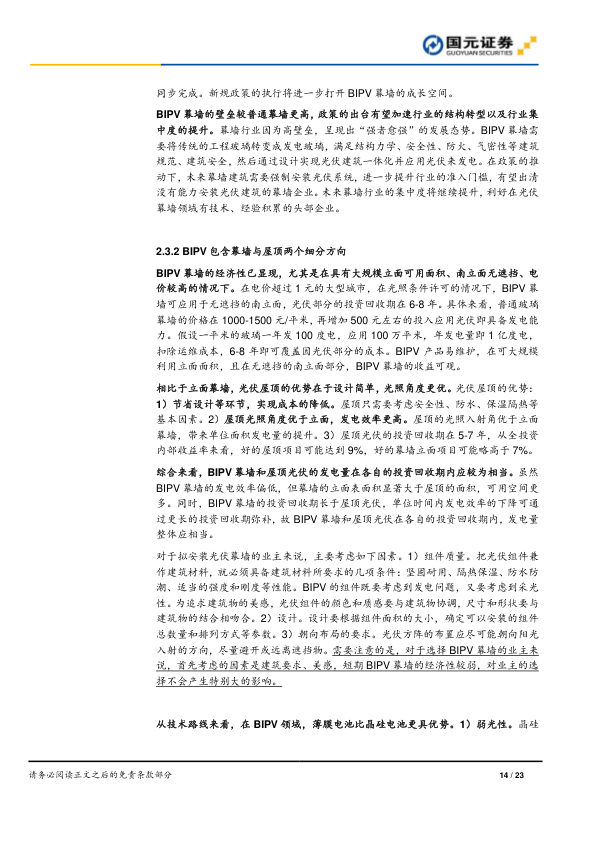 国元证券
GUOYUAN SECURITIES
同步完成。新规政策的执行将进一步打开 BIPV 幕墙的成长空间。
BIPV 幕墙的壁垒较普通幕墙更高，政策的出台有望加速行业的结构转型以及行业集
中度的提升。幕墙行业因为高壁垒，呈现出“强者愈强”的发展态势。BIPV 幕墙需
要将传统的工程玻璃转变成发电玻璃，满足结构力学、安全性、防火、气密性等建筑
规范、建筑安全，然后通过设计实现光伏建筑一体化并应用光伏来发电。在政策的推
动下，未来幕墙建筑需要强制安装光伏系统，进一步提升行业的准入门槛，有望出清
没有能力安装光伏建筑的幕墙企业。未来幕墙行业的集中度将继续提升，利好在光伏
幕墙领域有技术、经验积累的头部企业。
2.3.2 BIPV 包含幕墙与屋顶两个细分方向
BIPV 幕墙的经济性已显现，尤其是在具有大规模立面可用面积、南立面无遮挡、电
价较高的情况下。在电价超过 1 元的大型城市，在光照条件许可的情况下，BIPV 幕
墙可应用于无遮挡的南立面，光伏部分的投资回收期在 6-8 年。具体来看，普通玻璃
幕墙的价格在 1000-1500 元/平米，再增加 500 元左右的投入应用光伏即具备发电能
力。假设一平米的玻璃一年发 100 度电，应用 100 万平米，年发电量即 1 亿度电，
扣除运维成本，6-8 年即可覆盖因光伏部分的成本。BIPV 产品易维护，在可大规模
利用立面面积，且在无遮挡的南立面部分，BIPV 幕墙的收益可观。
相比于立面幕墙，光伏屋顶的优势在于设计简单，光照角度更优。光伏屋顶的优势：
1）节省设计等环节，实现成本的降低。屋顶只需要考虑安全性、防水、保温隔热等
基本因素。2）屋顶光照角度优于立面，发电效率更高。屋顶的光照入射角优于立面
幕墙，带来单位面积发电量的提升。3）屋顶光伏的投资回收期在 5-7 年，从全投资
内部收益率来看，好的屋顶项目可能达到 9%，好的幕墙立面项目可能略高于 7%。
综合来看，BIPV 幕墙和屋顶光伏的发电量在各自的投资回收期内应较为相当。虽然
BIPV 幕墙的发电效率偏低，但幕墙的立面表面积显著大于屋顶的面积，可用空间更
多。同时，BIPV 幕墙的投资回收期长于屋顶光伏，单位时间内发电效率的下降可通
过更长的投资回收期弥补，故 BIPV 幕墙和屋顶光伏在各自的投资回收期内，发电量
整体应相当。
对于拟安装光伏幕墙的业主来说，主要考虑如下因素。1）组件质量。把光伏组件兼
作建筑材料，就必须具备建筑材料所要求的几项条件：坚固耐用、隔热保温、防水防
潮、适当的强度和刚度等性能。BIPV 的组件既要考虑到发电问题，又要考虑到采光
性。为追求建筑物的美感，光伏组件的颜色和质感要与建筑物协调，尺寸和形状要与
建筑物的结合相吻合。2）设计。设计要根据组件面积的大小，确定可以安装的组件
总数量和排列方式等参数。3）朝向布局的要求。光伏方阵的布置应尽可能朝向阳光
入射的方向，尽量避开或远离遮挡物。需要注意的是，对于选择 BIPV 幕墙的业主来
说，首先考虑的因素是建筑要求、美感，短期 BIPV 幕墙的经济性较弱，对业主的选
择不会产生特别大的影响。
从技术路线来看，在 BIPV 领域，薄膜电池比晶硅电池更具优势。1）弱光性。晶硅
请务必阅读正文之后的免责条款部分
14 / 23